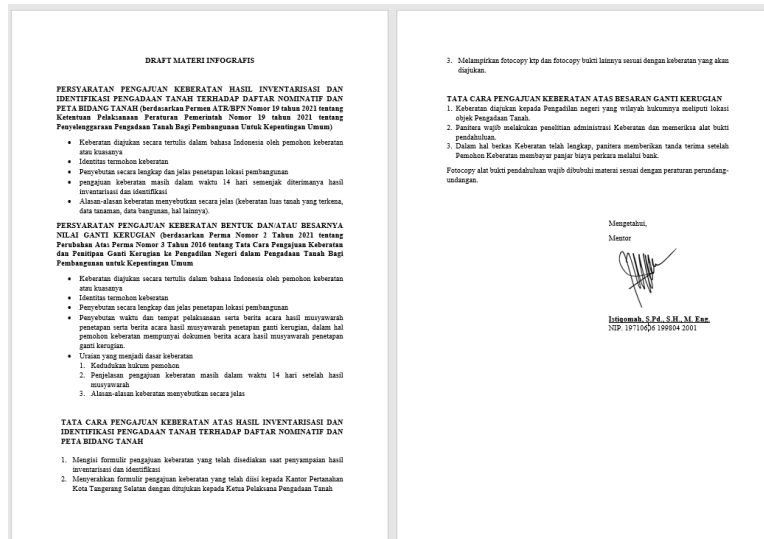 DRAFT MATERI INFOGRAFIS
PERSYARATAN PENGAJUAN KEBERATAN HASIL INVENTARISASI DAN
IDENTIFIKASI PENGADAAN TANAH TERHADAP DAFTAR NOMINATIF DAN
PETA BIDANG TANAH (berdasarkan Permen ATR/BPN Nomor 19 tahun 2021 tentang
Ketentuan Pelaksanaan Peraturan Pemerintah Nomor 19 tahun 2021 tentang
Penyelenggaraan Pengadaan Tanah Bagi Pembangunan Untuk Kepentingan Umum)
• Keberatan diajukan secara tertulis dalam bahasa Indonesia oleh pemohon keberatan
atau kuasanya
• Identitas termohon keberatan
• Penyebutan secara lengkap dan jelas penetapan lokasi pembangunan
• pengajuan keberatan masih dalam waktu 14 hari semenjak diterimanya hasil
inventarisasi dan identifikasi
• Alasan-alasan keberatan menyebutkan secara jelas (keberatan luas tanah yang terkena,
data tanaman, data bangunan, hal lainnya).
PERSYARATAN PENGAJUAN KEBERATAN BENTUK DAN/ATAU BESARNYA
NILAI GANTI KERUGIAN (berdasarkan Perma Nomor 2 Tahun 2021 tentang
Perubahan Atas Perma Nomor 3 Tahun 2016 tentang Tata Cara Pengajuan Keberatan
dan Penitipan Ganti Kerugian ke Pengadilan Negeri dalam Pengadaan Tanah Bagi
Pembangunan untuk Kepentingan Umum
• Keberatan diajukan secara tertulis dalam bahasa Indonesia oleh pemohon keberatan
atau kuasanya
• Identitas termohon keberatan
• Penyebutan secara lengkap dan jelas penetapan lokasi pembangunan
• Penyebutan waktu dan tempat pelaksanaan serta berita acara hasil musyawarah
penetapan serta berita acara hasil musyawarah penetapan ganti kerugian, dalam hal
pemohon keberatan mempunyai dokumen berita acara hasil musyawarah penetapan
ganti kerugian.
• Uraian yang menjadi dasar keberatan
1. Kedudukan hukum pemohon
2. Penjelasan pengajuan keberatan masih dalam waktu 14 hari setelah hasil
musyawarah
3. Alasan-alasan keberatan menyebutkan secara jelas
TATA CARA PENGAJUAN KEBERATAN ATAS HASIL INVENTARISASI DAN
IDENTIFIKASI PENGADAAN TANAH TERHADAP DAFTAR NOMINATIF DAN
PETA BIDANG TANAH
1. Mengisi formulir pengajuan keberatan yang telah disediakan saat penyampaian hasil
inventarisasi dan identifikasi
2. Menyerahkan formulir pengajuan keberatan yang telah diisi kepada Kantor Pertanahan
Kota Tangerang Selatan dengan ditujukan kepada Ketua Pelaksana Pengadaan Tanah
3. Melampirkan fotocopy ktp dan fotocopy bukti lainnya sesuai dengan keberatan yang akan
diajukan.
TATA CARA PENGAJUAN KEBERATAN ATAS BESARAN GANTI KERUGIAN
1. Keberatan diajukan kepada Pengadilan negeri yang wilayah hukumnya meliputi lokasi
objek Pengadaan Tanah.
2. Panitera wajib melakukan penelitian administrasi Keberatan dan memeriksa alat bukti
pendahuluan.
3. Dalam hal berkas Keberatan telah lengkap, panitera memberikan tanda terima setelah
Pemohon Keberatan membayar panjar biaya perkara melalui bank.
Fotocopy alat bukti pendahuluan wajib dibubuhi materai sesuai dengan peraturan perundang-
undangan.
Mengetahui,
Mentor
Istiqomah, S.Pd., S.H., M. Eng.
NIP. 19710606 199804 2001